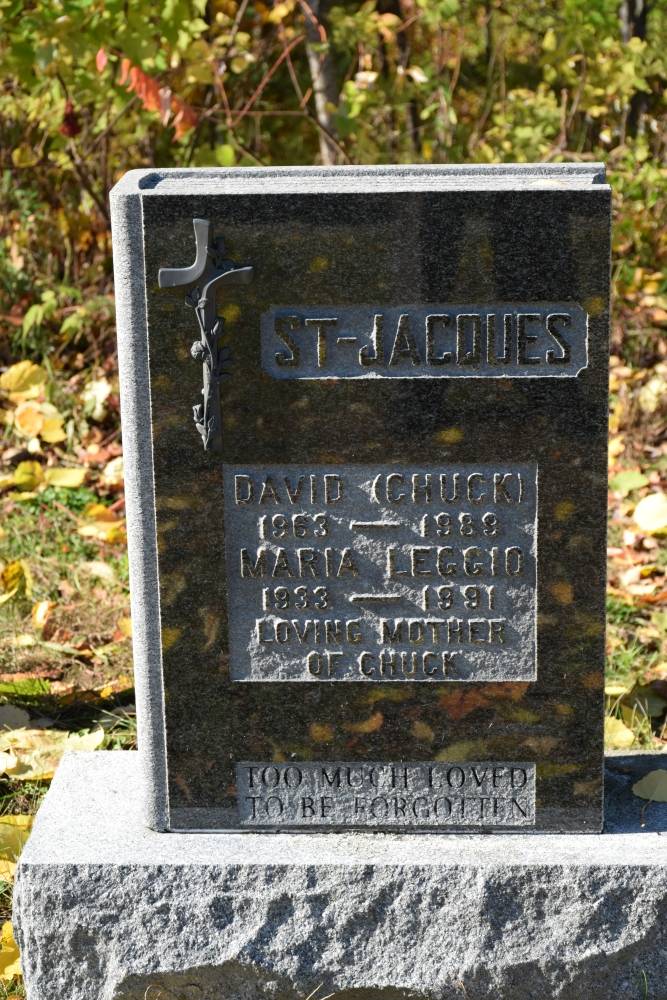 ST-JACQUES
DAVID (CHUCK)
1963 — 1989
MARIA LEGGIO
1933 — 1991
LOVING MOTHER
OF CHUCK
TOO MUCH LOVED
TO BE FORGOTTEN